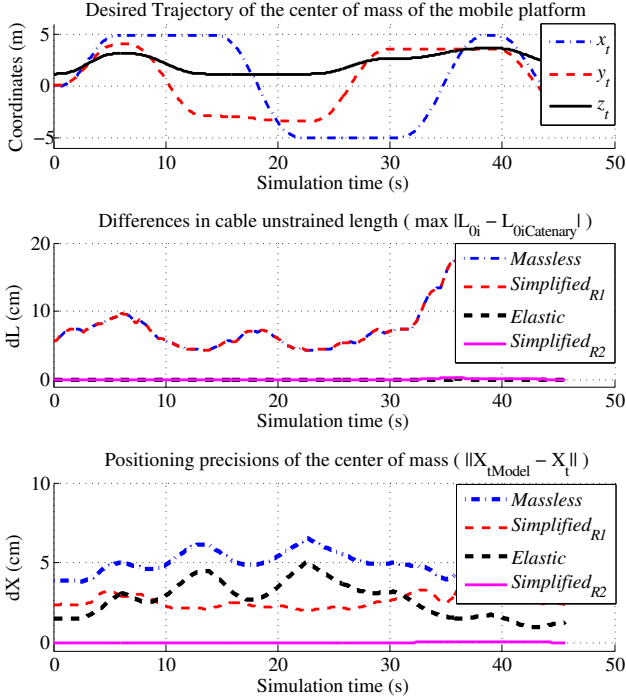 Desired Trajectory of the center of mass of the mobile platform
Coordinates (m)
5
0
−5
x_t
y_t
z_t
0 10 20 30 40 50
Simulation time (s)
Differences in cable unstrained length ( max |L_0i − L_0iCatenary| )
dL (cm)
20
10
0
Massless
Simplified_R1
Elastic
Simplified_R2
0 10 20 30 40 50
Simulation time (s)
Positioning precisions of the center of mass ( ||X_tModel − X_t|| )
dX (cm)
10
5
0
Massless
Simplified_R1
Elastic
Simplified_R2
0 10 20 30 40 50
Simulation time (s)